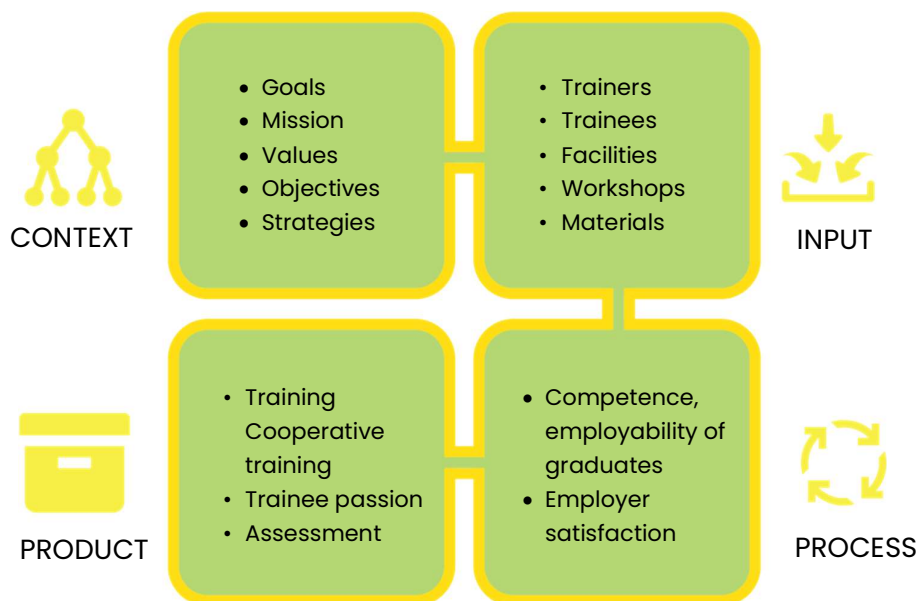 • Goals
• Mission
• Values
• Objectives
• Strategies
CONTEXT
• Trainers
• Trainees
• Facilities
• Workshops
• Materials
INPUT
• Training
Cooperative
training
• Trainee passion
• Assessment
PRODUCT
• Competence,
employability of
graduates
• Employer
satisfaction
PROCESS